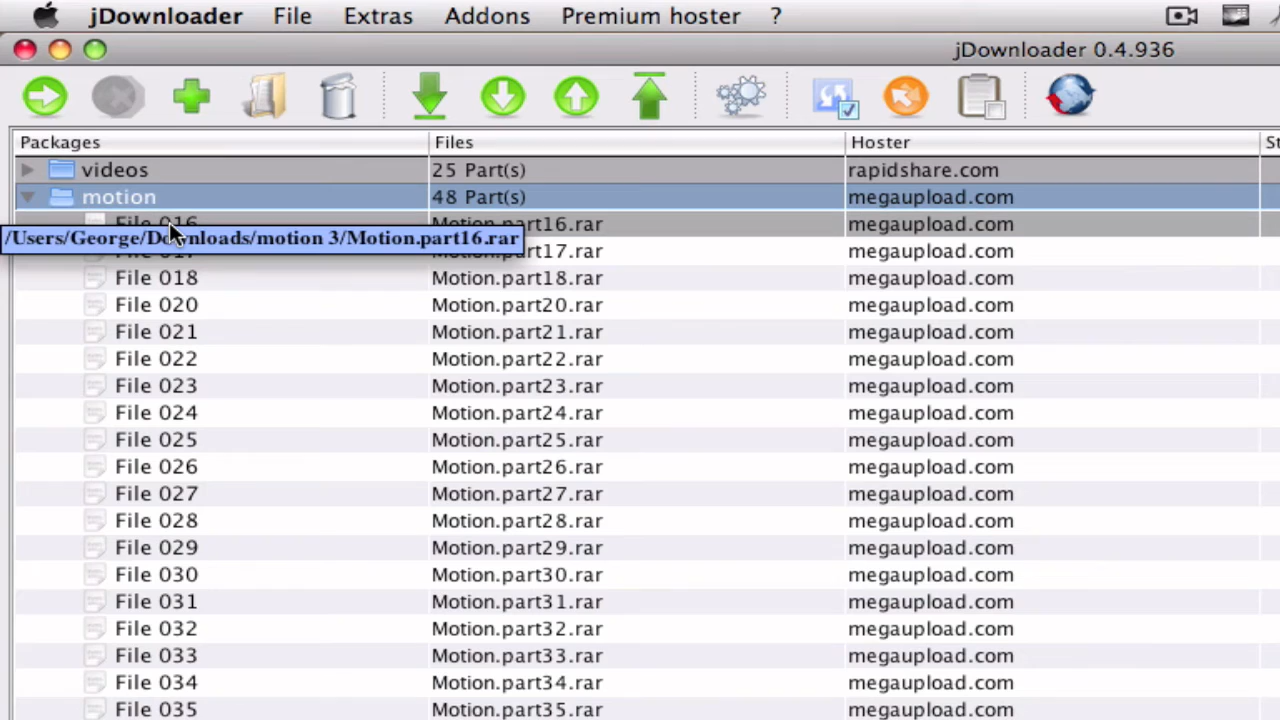 jDownloader File Extras Addons Premium hoster ?
jDownloader 0.4.936
Packages Files Hoster
videos 25 Part(s) rapidshare.com
motion 48 Part(s) megaupload.com
File 016 Motion.part16.rar megaupload.com
/Users/George/Downloads/motion 3/Motion.part16.rar
.part17.rar megaupload.com
File 018 Motion.part18.rar megaupload.com
File 020 Motion.part20.rar megaupload.com
File 021 Motion.part21.rar megaupload.com
File 022 Motion.part22.rar megaupload.com
File 023 Motion.part23.rar megaupload.com
File 024 Motion.part24.rar megaupload.com
File 025 Motion.part25.rar megaupload.com
File 026 Motion.part26.rar megaupload.com
File 027 Motion.part27.rar megaupload.com
File 028 Motion.part28.rar megaupload.com
File 029 Motion.part29.rar megaupload.com
File 030 Motion.part30.rar megaupload.com
File 031 Motion.part31.rar megaupload.com
File 032 Motion.part32.rar megaupload.com
File 033 Motion.part33.rar megaupload.com
File 034 Motion.part34.rar megaupload.com
File 035 Motion.part35.rar megaupload.com